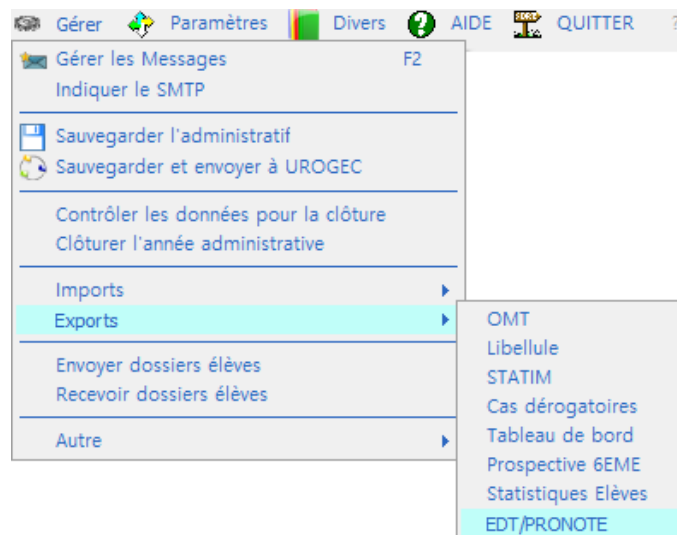 Gérer Paramètres Divers AIDE QUITTER ?
Gérer les Messages F2
Indiquer le SMTP
Sauvegarder l'administratif
Sauvegarder et envoyer à UROGEC
Contrôler les données pour la clôture
Clôturer l'année administrative
Imports
Exports
Envoyer dossiers élèves
Recevoir dossiers élèves
Autre
OMT
Libellule
STATIM
Cas dérogatoires
Tableau de bord
Prospective 6EME
Statistiques Elèves
EDT/PRONOTE